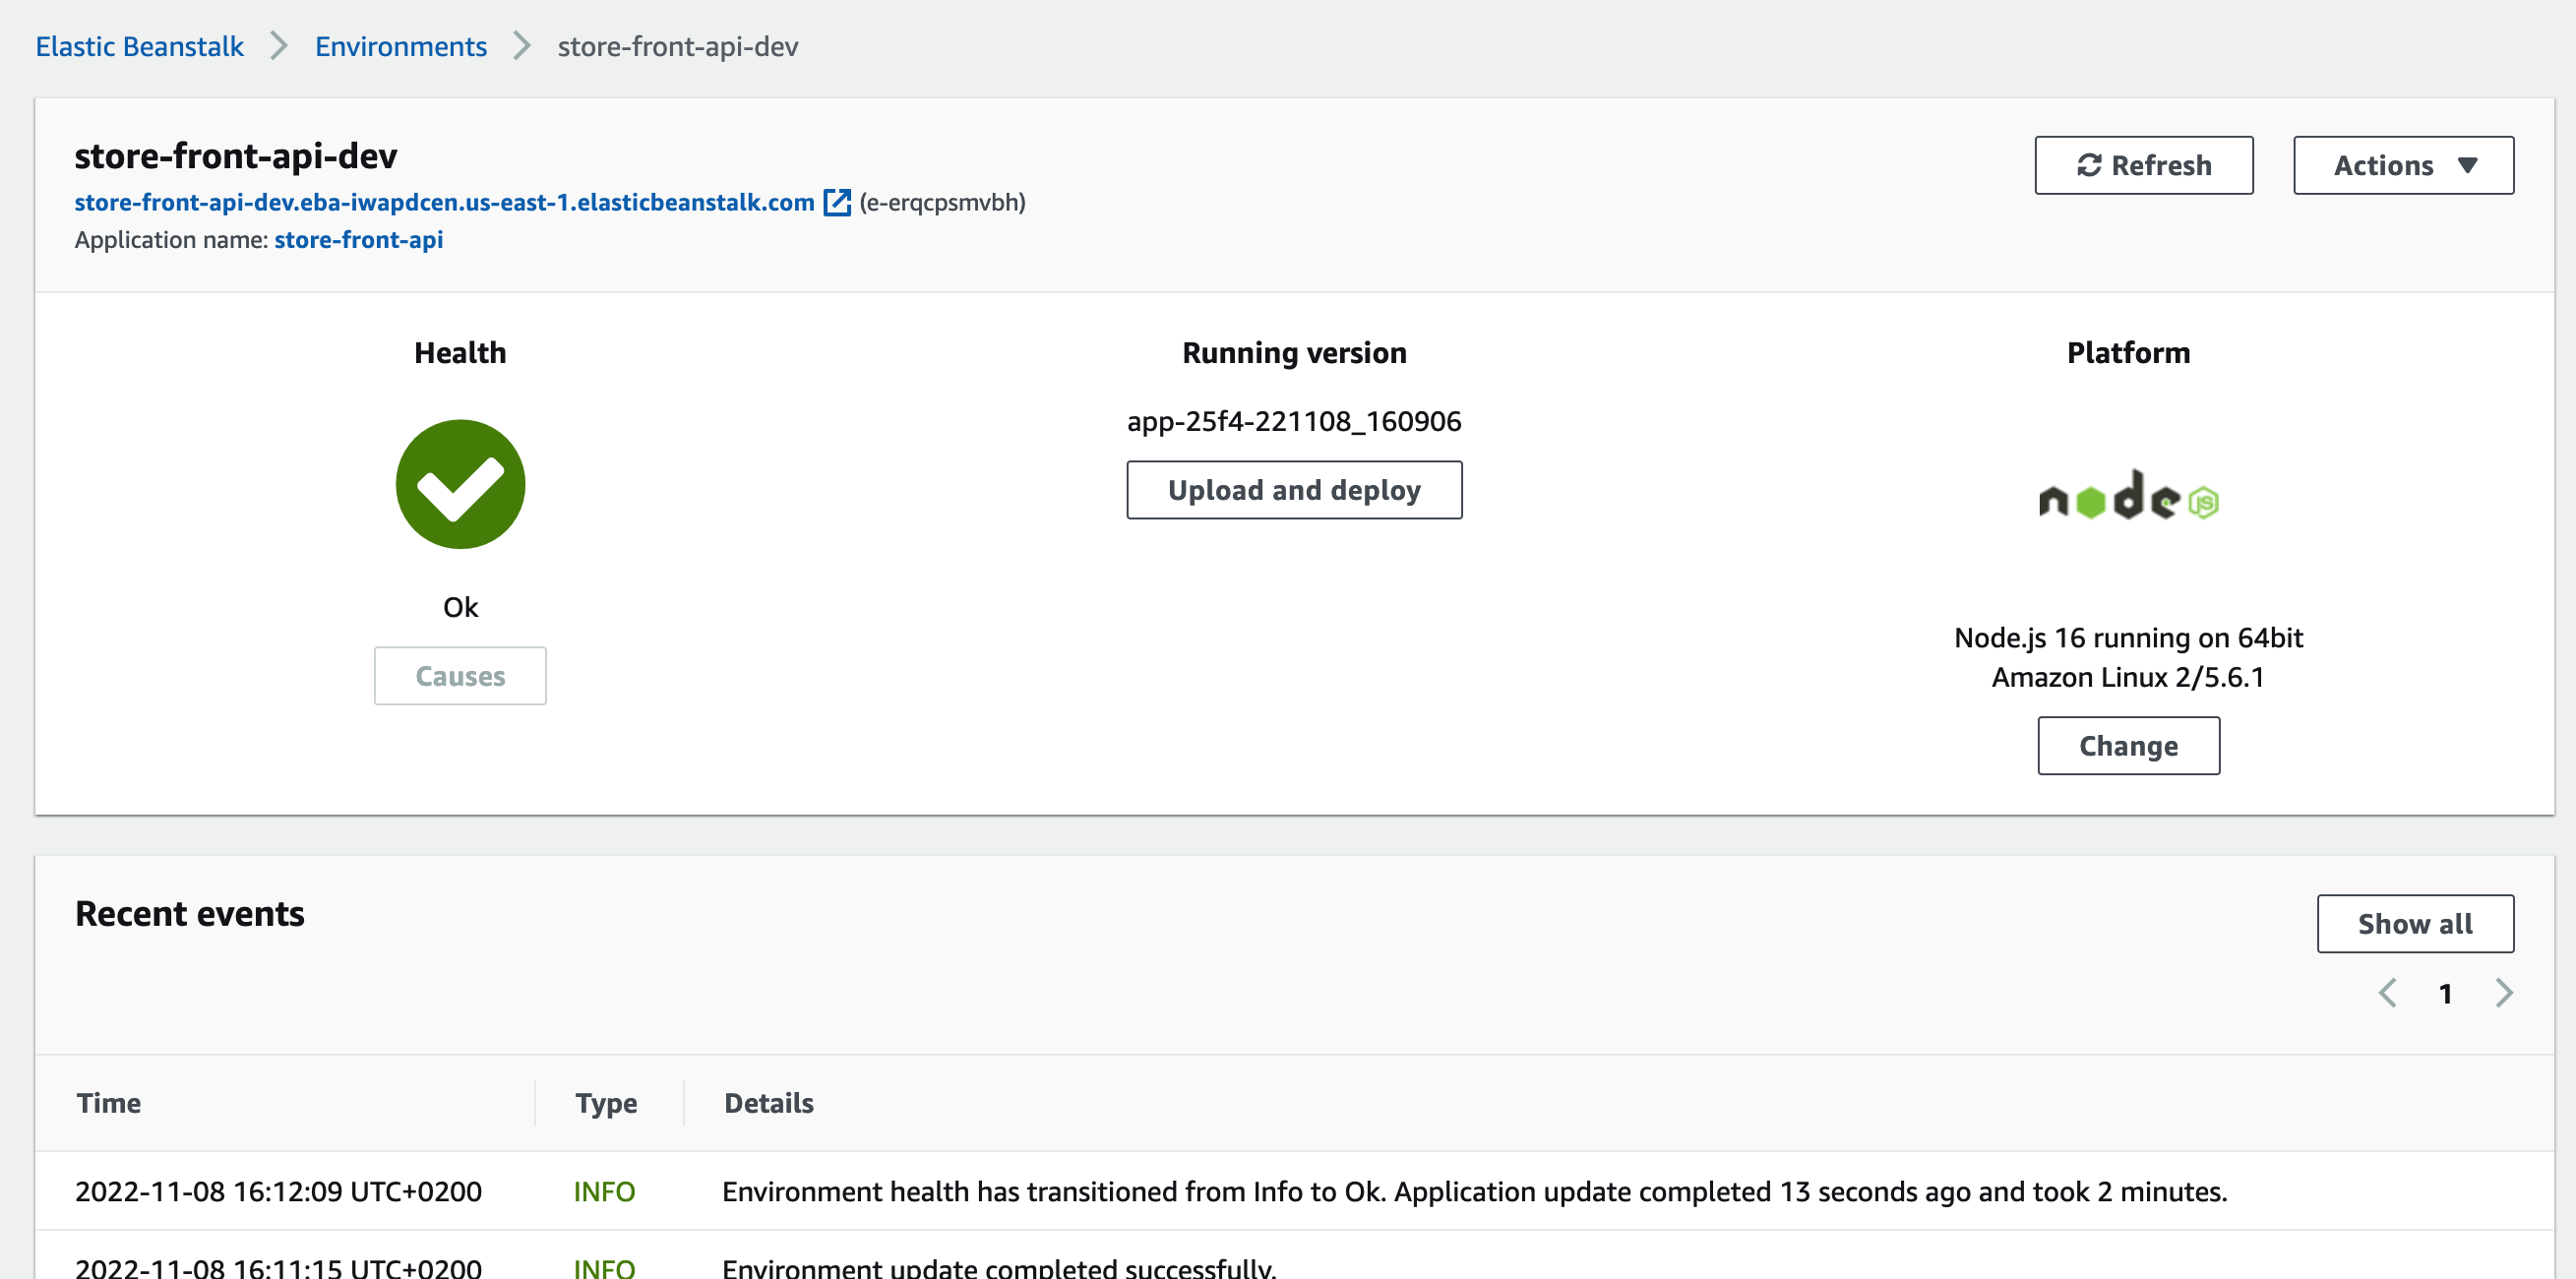 Elastic Beanstalk > Environments > store-front-api-dev
store-front-api-dev
store-front-api-dev.eba-iwapdcen.us-east-1.elasticbeanstalk.com (e-erqcpsmvbh)
Application name: store-front-api
Refresh
Actions
Health
Ok
Causes
Running version
app-25f4-221108_160906
Upload and deploy
Platform
node JS
Node.js 16 running on 64bit
Amazon Linux 2/5.6.1
Change
Recent events
Show all
1
Time Type Details
2022-11-08 16:12:09 UTC+0200 INFO Environment health has transitioned from Info to Ok. Application update completed 13 seconds ago and took 2 minutes.
2022-11-08 16:11:15 UTC+0200 INFO Environment update completed successfully.